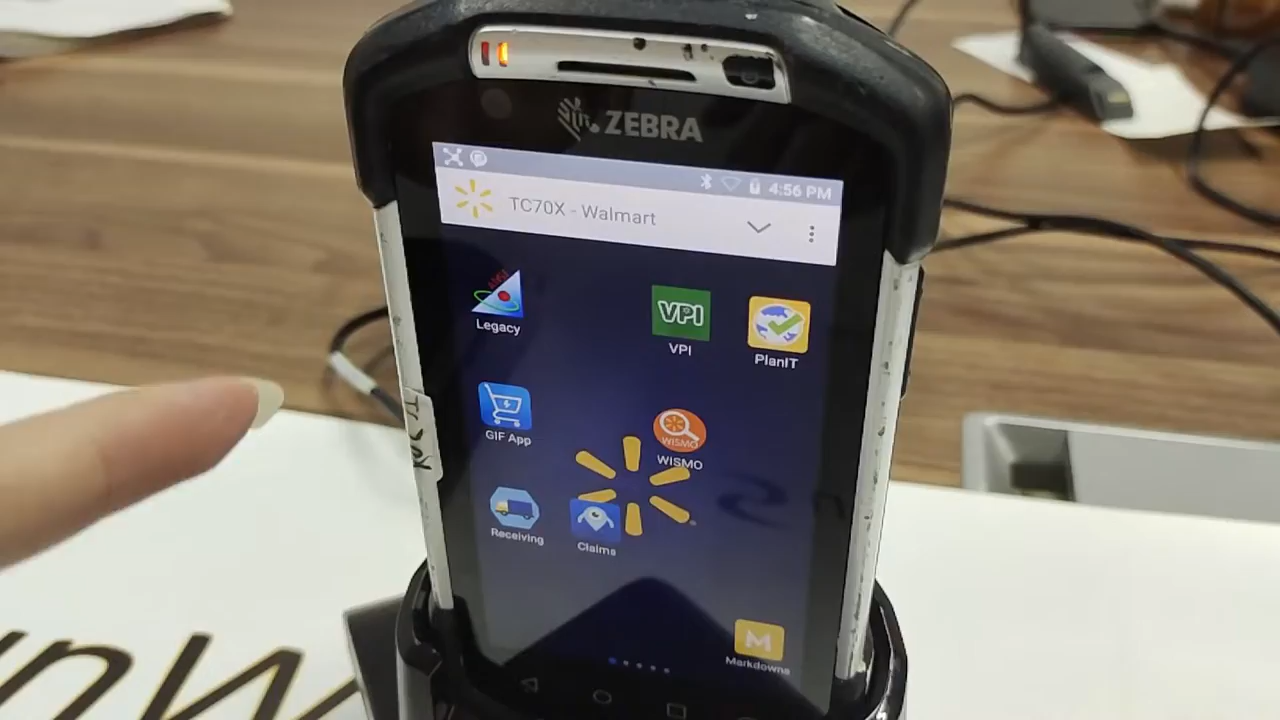 ZEBRA
4:56 PM
TC70X - Walmart
Legacy
VPI
VPI
PlanIT
GIF App
WISMO
WISMO
Receiving
Claims
M
Markdowns